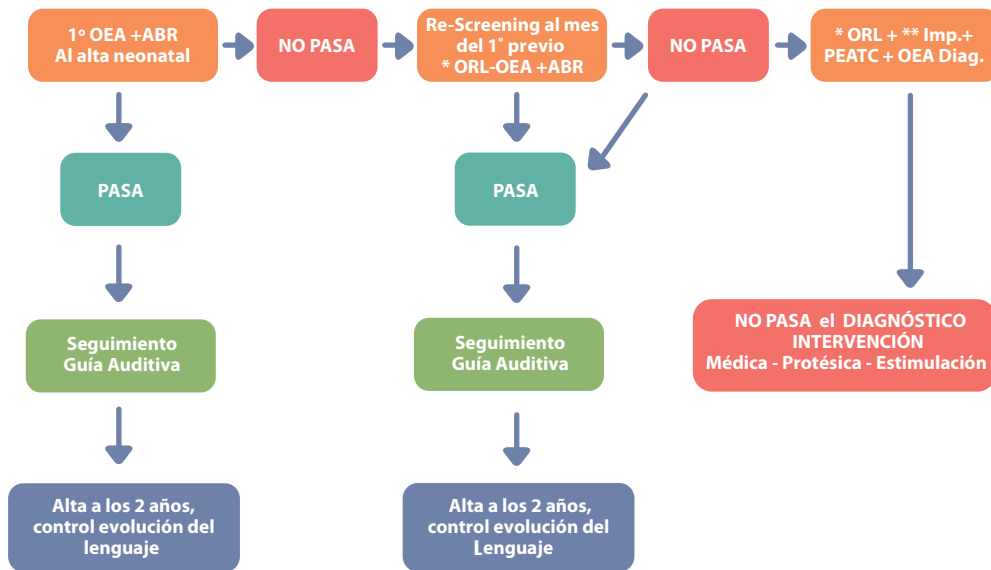 1º OEA +ABR
Al alta neonatal
NO PASA
Re-Screening al mes
del 1° previo
* ORL-OEA +ABR
NO PASA
* ORL + ** Imp.+
PEATC + OEA Diag.
PASA
PASA
Seguimiento
Guía Auditiva
Seguimiento
Guía Auditiva
NO PASA el DIAGNÓSTICO
INTERVENCIÓN
Médica - Protésica - Estimulación
Alta a los 2 años,
control evolución del
lenguaje
Alta a los 2 años,
control evolución del
Lenguaje